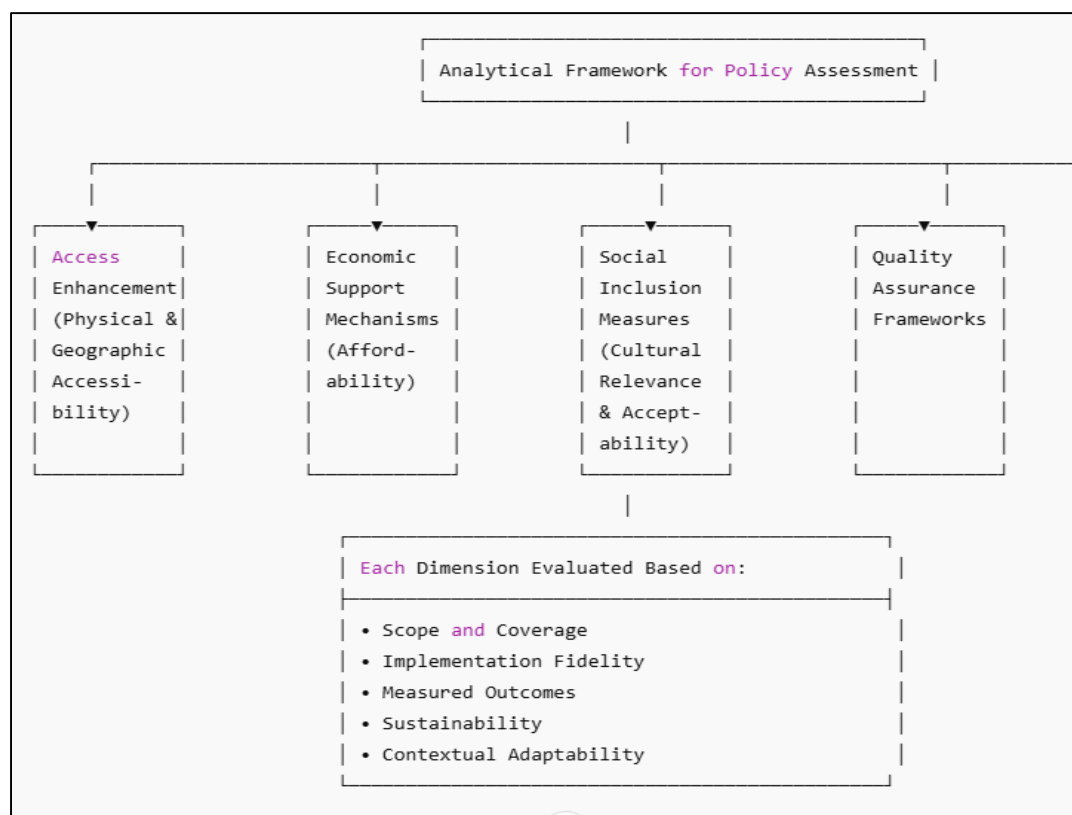 Analytical Framework for Policy Assessment
Access
Enhancement
(Physical &
Geographic
Accessi-
bility)
Economic
Support
Mechanisms
(Afford-
ability)
Social
Inclusion
Measures
(Cultural
Relevance
& Accept-
ability)
Quality
Assurance
Frameworks
Each Dimension Evaluated Based on:
• Scope and Coverage
• Implementation Fidelity
• Measured Outcomes
• Sustainability
• Contextual Adaptability